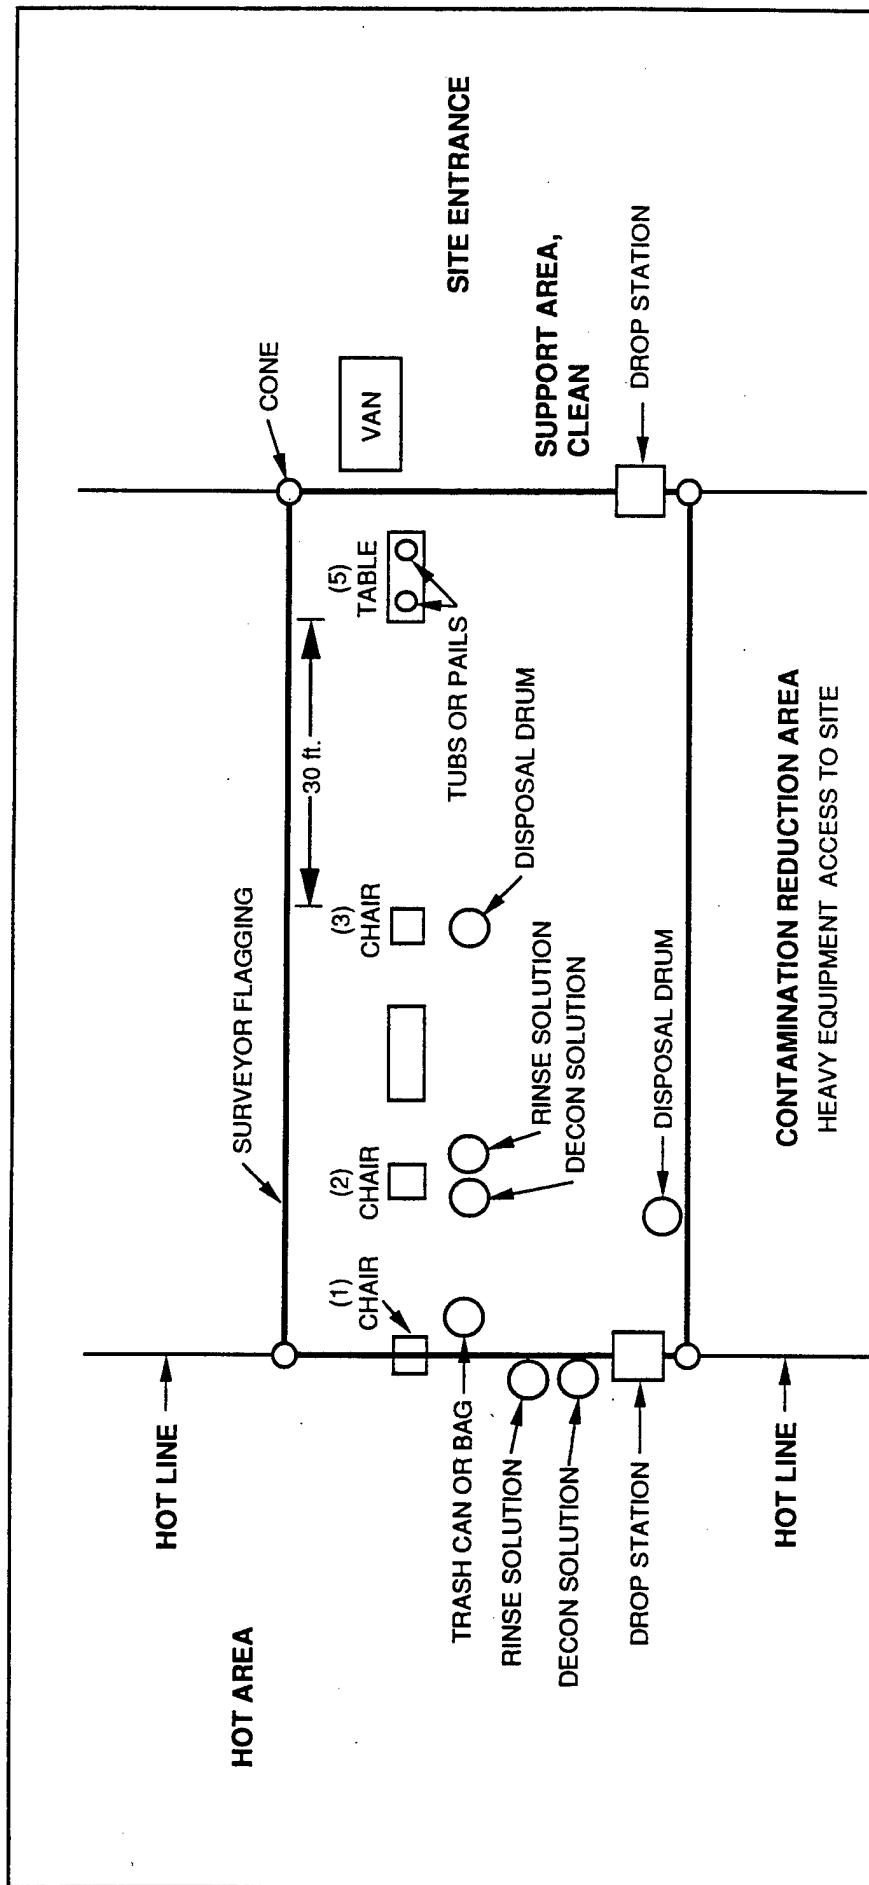 HOT AREA
HOT LINE
SURVEYOR FLAGGING
CONE
30 ft.
(1)
CHAIR
(2)
CHAIR
(3)
CHAIR
(5)
TABLE
VAN
SITE ENTRANCE
TRASH CAN OR BAG
RINSE SOLUTION
DECON SOLUTION
DROP STATION
RINSE SOLUTION
DECON SOLUTION
DISPOSAL DRUM
TUBS OR PAILS
SUPPORT AREA,
CLEAN
DROP STATION
DISPOSAL DRUM
HOT LINE
CONTAMINATION REDUCTION AREA
HEAVY EQUIPMENT ACCESS TO SITE